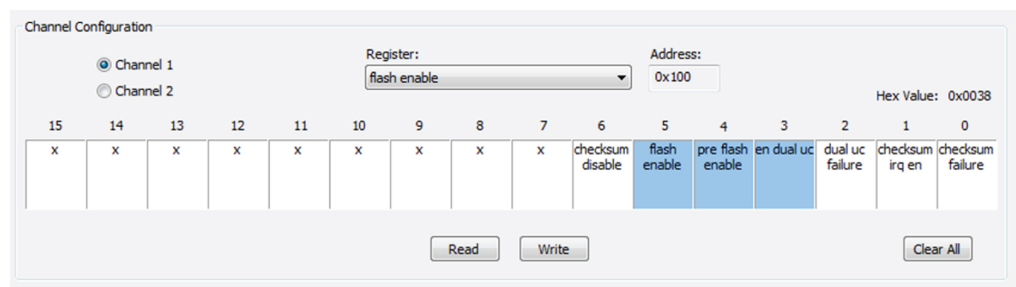 Channel Configuration
Channel 1
Channel 2
Register:
flash enable
Address:
0x100
Hex Value: 0x0038
15 14 13 12 11 10 9 8 7 6 5 4 3 2 1 0
x x x x x x x x x checksum flash pre flash en dual uc dual uc checksum checksum
disable enable enable failure irq en failure
Read Write Clear All